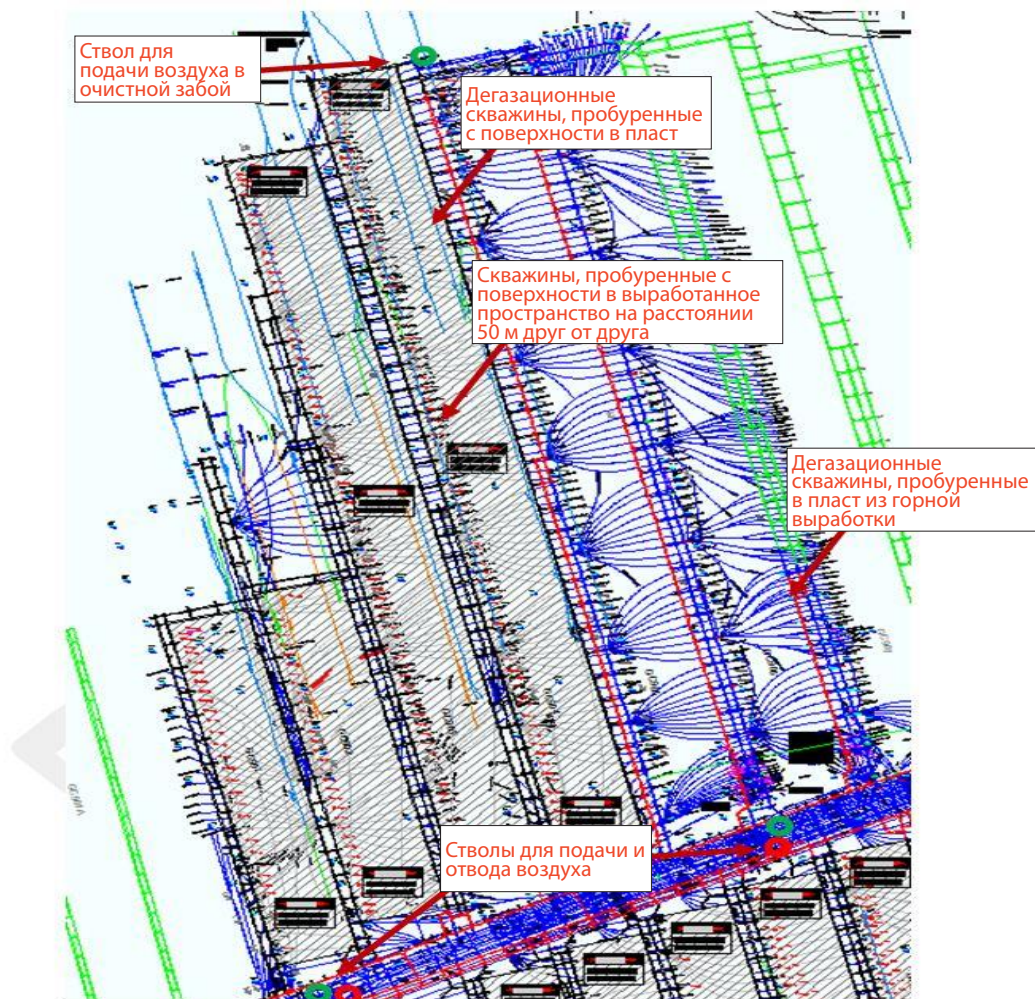 Ствол для
подачи воздуха в
очистной забой
Дегазационные
скважины, пробуренные
с поверхности в пласт
Скважины, пробуренные с
поверхности в выработанное
пространство на расстоянии
50 м друг от друга
Дегазационные
скважины, пробуренные
в пласт из горной
выработки
Стволы для подачи и
отвода воздуха